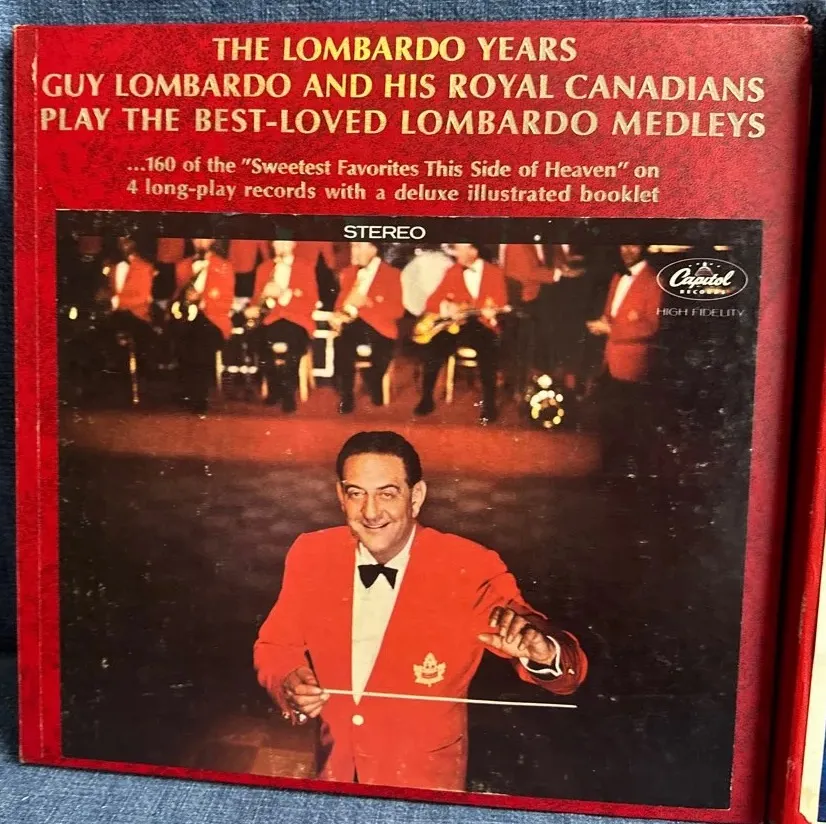 THE LOMBARDO YEARS
GUY LOMBARDO AND HIS ROYAL CANADIANS
PLAY THE BEST-LOVED LOMBARDO MEDLEYS
...160 of the "Sweetest Favorites This Side of Heaven" on
4 long-play records with a deluxe illustrated booklet
STEREO
Capitol
RECORDS
HIGH FIDELITY